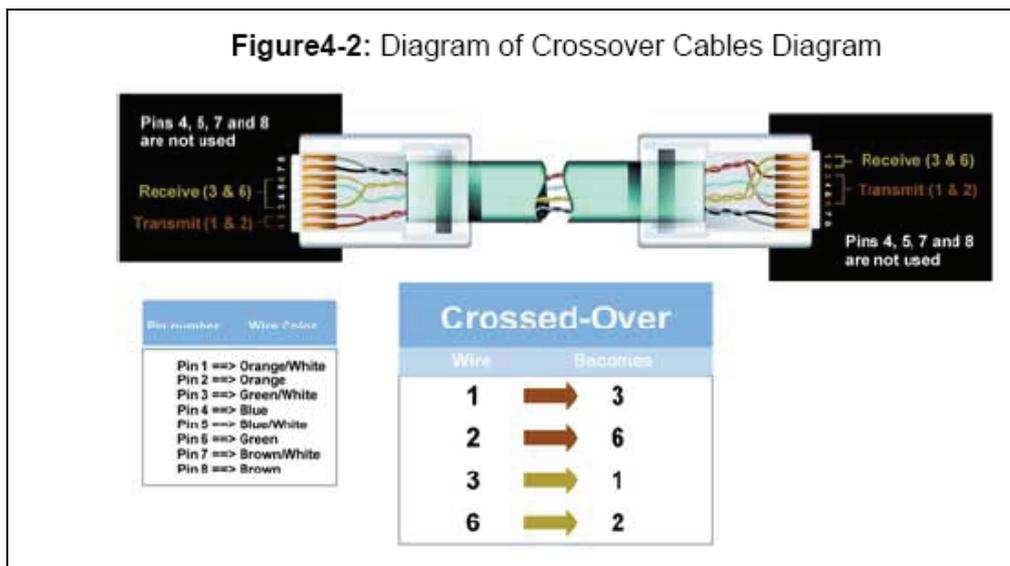 Figure4-2: Diagram of Crossover Cables Diagram
Pins 4, 5, 7 and 8
are not used
Receive (3 & 6)
Transmit (1 & 2)
Receive (3 & 6)
Transmit (1 & 2)
Pins 4, 5, 7 and 8
are not used
Pin number Wire Color
Pin 1 ==> Orange/White
Pin 2 ==> Orange
Pin 3 ==> Green/White
Pin 4 ==> Blue
Pin 5 ==> Blue/White
Pin 6 ==> Green
Pin 7 ==> Brown/White
Pin 8 ==> Brown
Crossed-Over
Wire Becomes
1 3
2 6
3 1
6 2